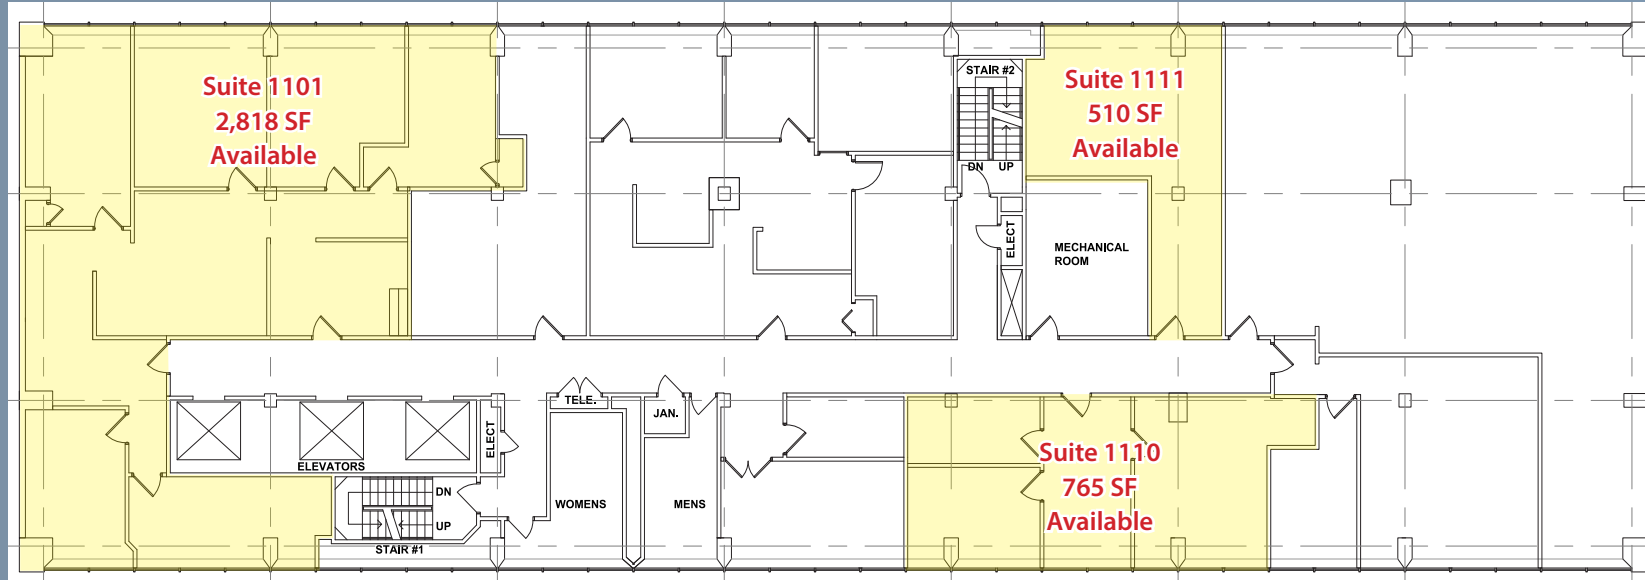 Suite 1101
2,818 SF
Available
STAIR #2
DN UP
Suite 1111
510 SF
Available
ELECT
MECHANICAL
ROOM
TELE.
JAN.
ELECT
ELEVATORS
DN
UP
STAIR #1
WOMENS
MENS
Suite 1110
765 SF
Available